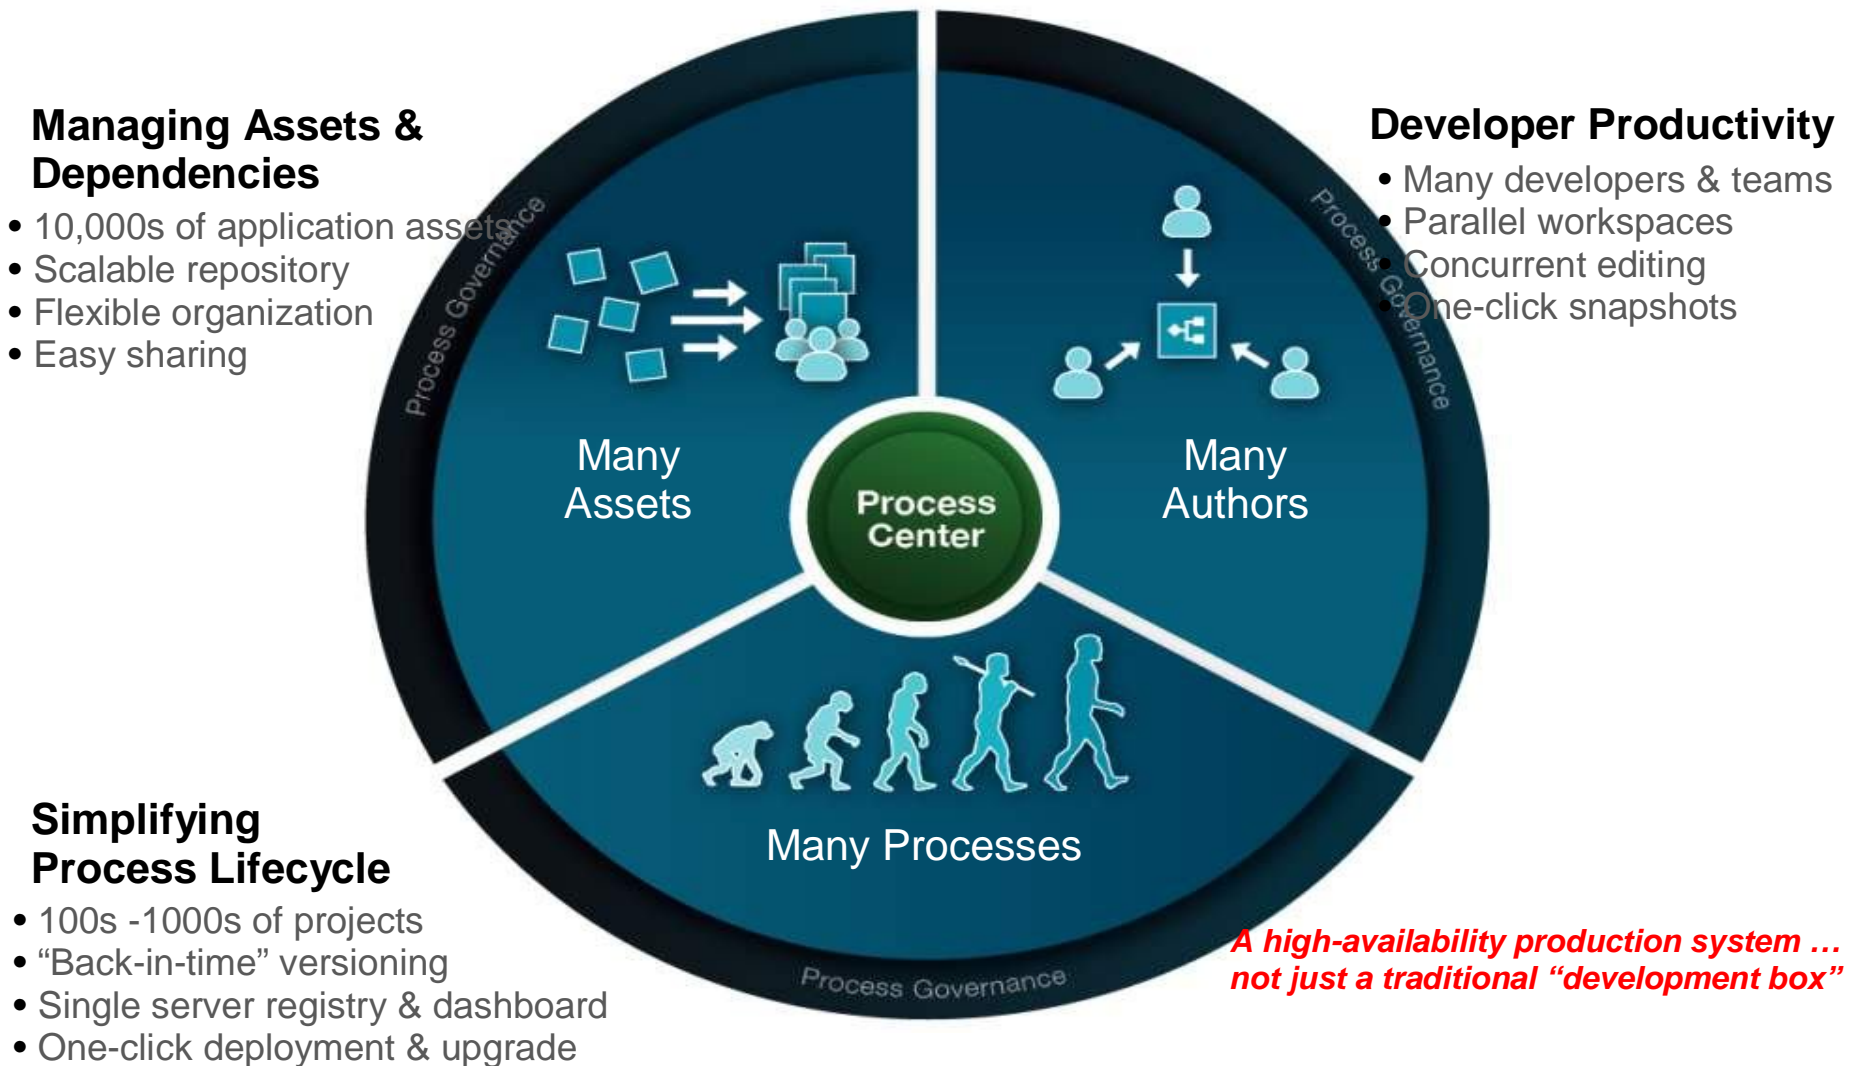 Managing Assets &
Dependencies
• 10,000s of application assets
• Scalable repository
• Flexible organization
• Easy sharing
Developer Productivity
• Many developers & teams
• Parallel workspaces
• Concurrent editing
• One-click snapshots
Process Governance
Process Governance
Many
Assets
Many
Authors
Process
Center
Many Processes
Process Governance
Simplifying
Process Lifecycle
• 100s -1000s of projects
• “Back-in-time” versioning
• Single server registry & dashboard
• One-click deployment & upgrade
A high-availability production system …
not just a traditional “development box”